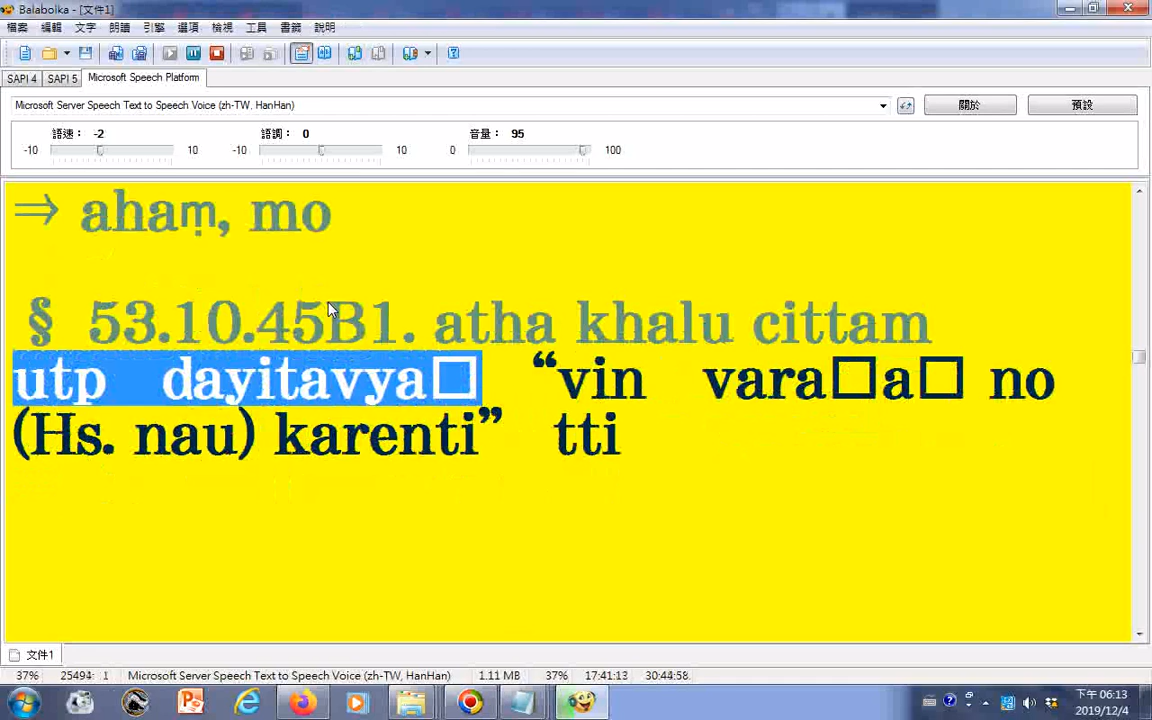 Balabolka - [文件1]
檔案 編輯 文字 朗讀 引擎 選項 檢視 工具 書籤 說明
SAPI 4 SAPI 5 Microsoft Speech Platform
Microsoft Server Speech Text to Speech Voice (zh-TW, HanHan) 關於 預設
語速： -2 語調： 0 音量： 95
-10 10 -10 10 0 100
⇒ ahaṃ, mo
§ 53.10.45B1. atha khalu cittam
utp dayitavya□ “vin vara□a□ no
(Hs. nau) karenti” tti
文件1
37% 25494: 1 Microsoft Server Speech Text to Speech Voice (zh-TW, HanHan) 1.11 MB 37% 17:41:13 30:44:58.
下午 06:13
2019/12/4